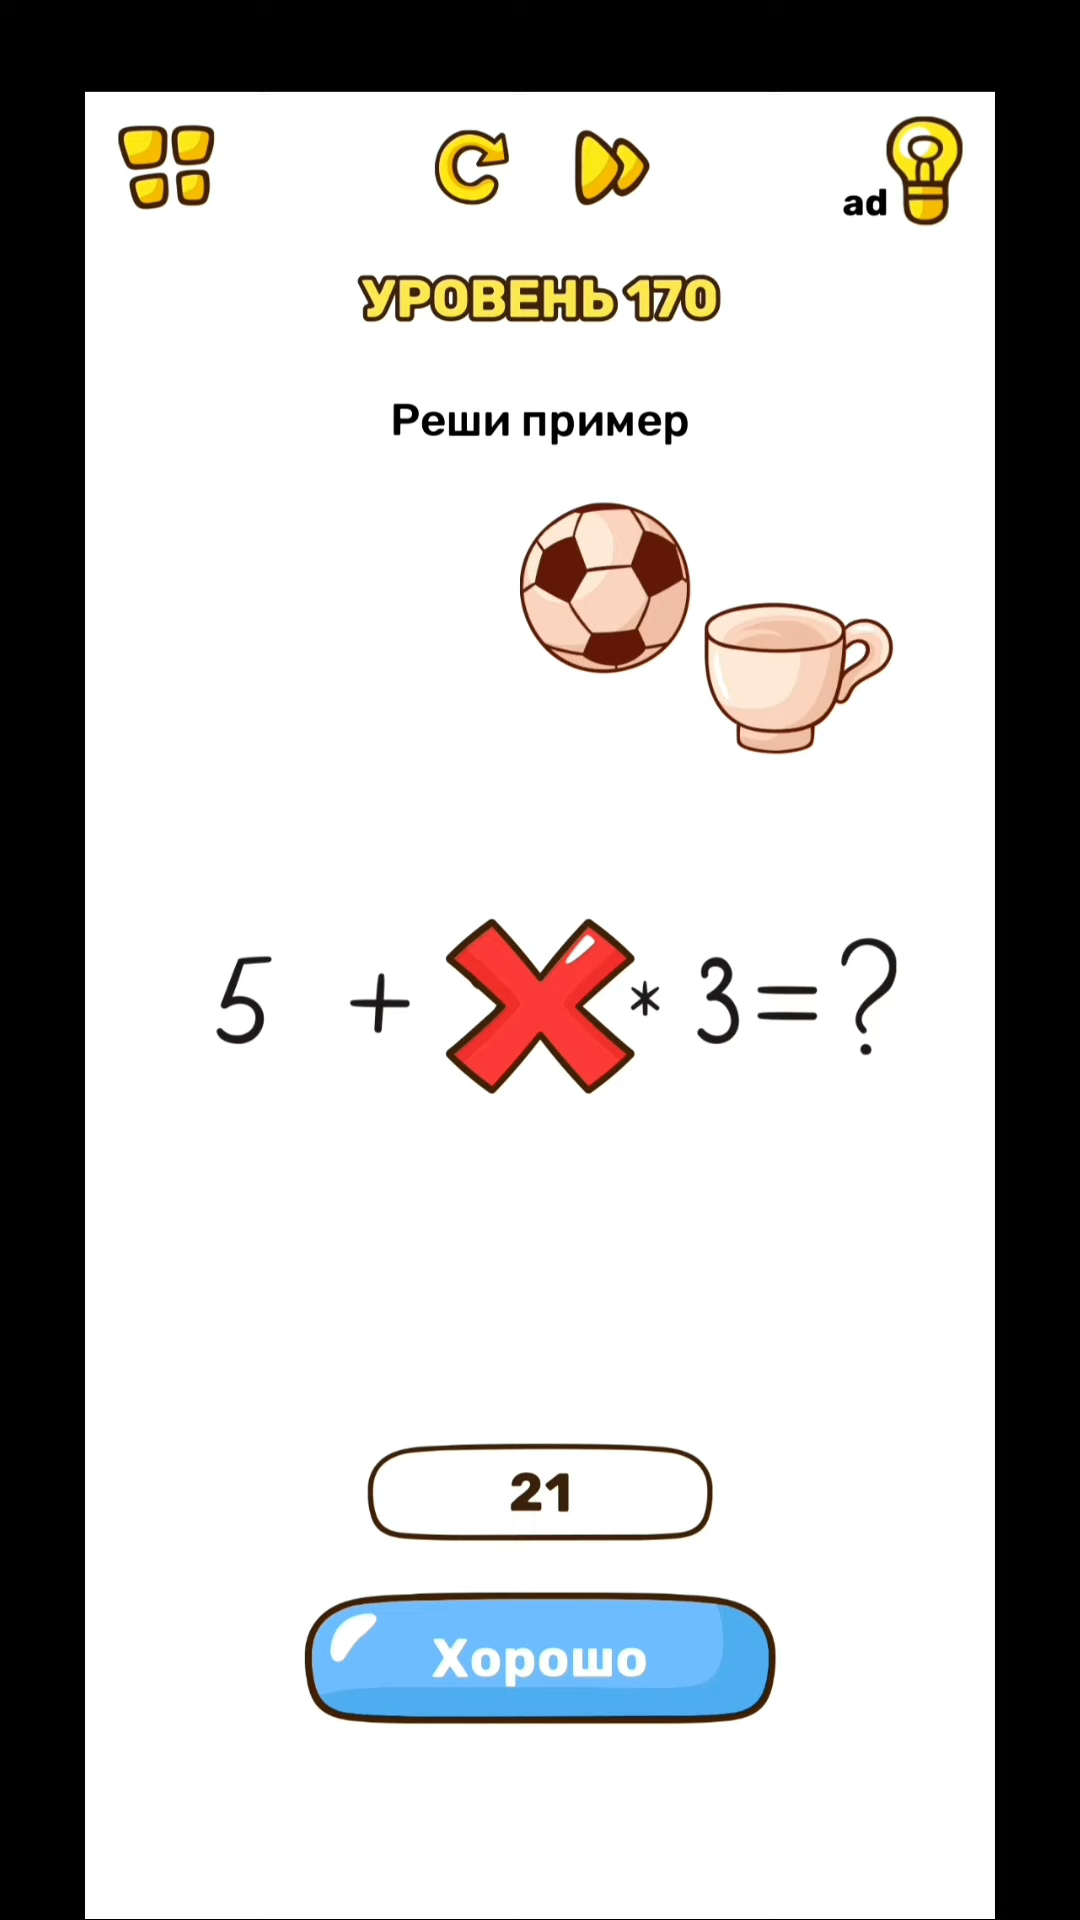 ad
УРОВЕНЬ 170
Реши пример
5 + * 3=?
21
Хорошо